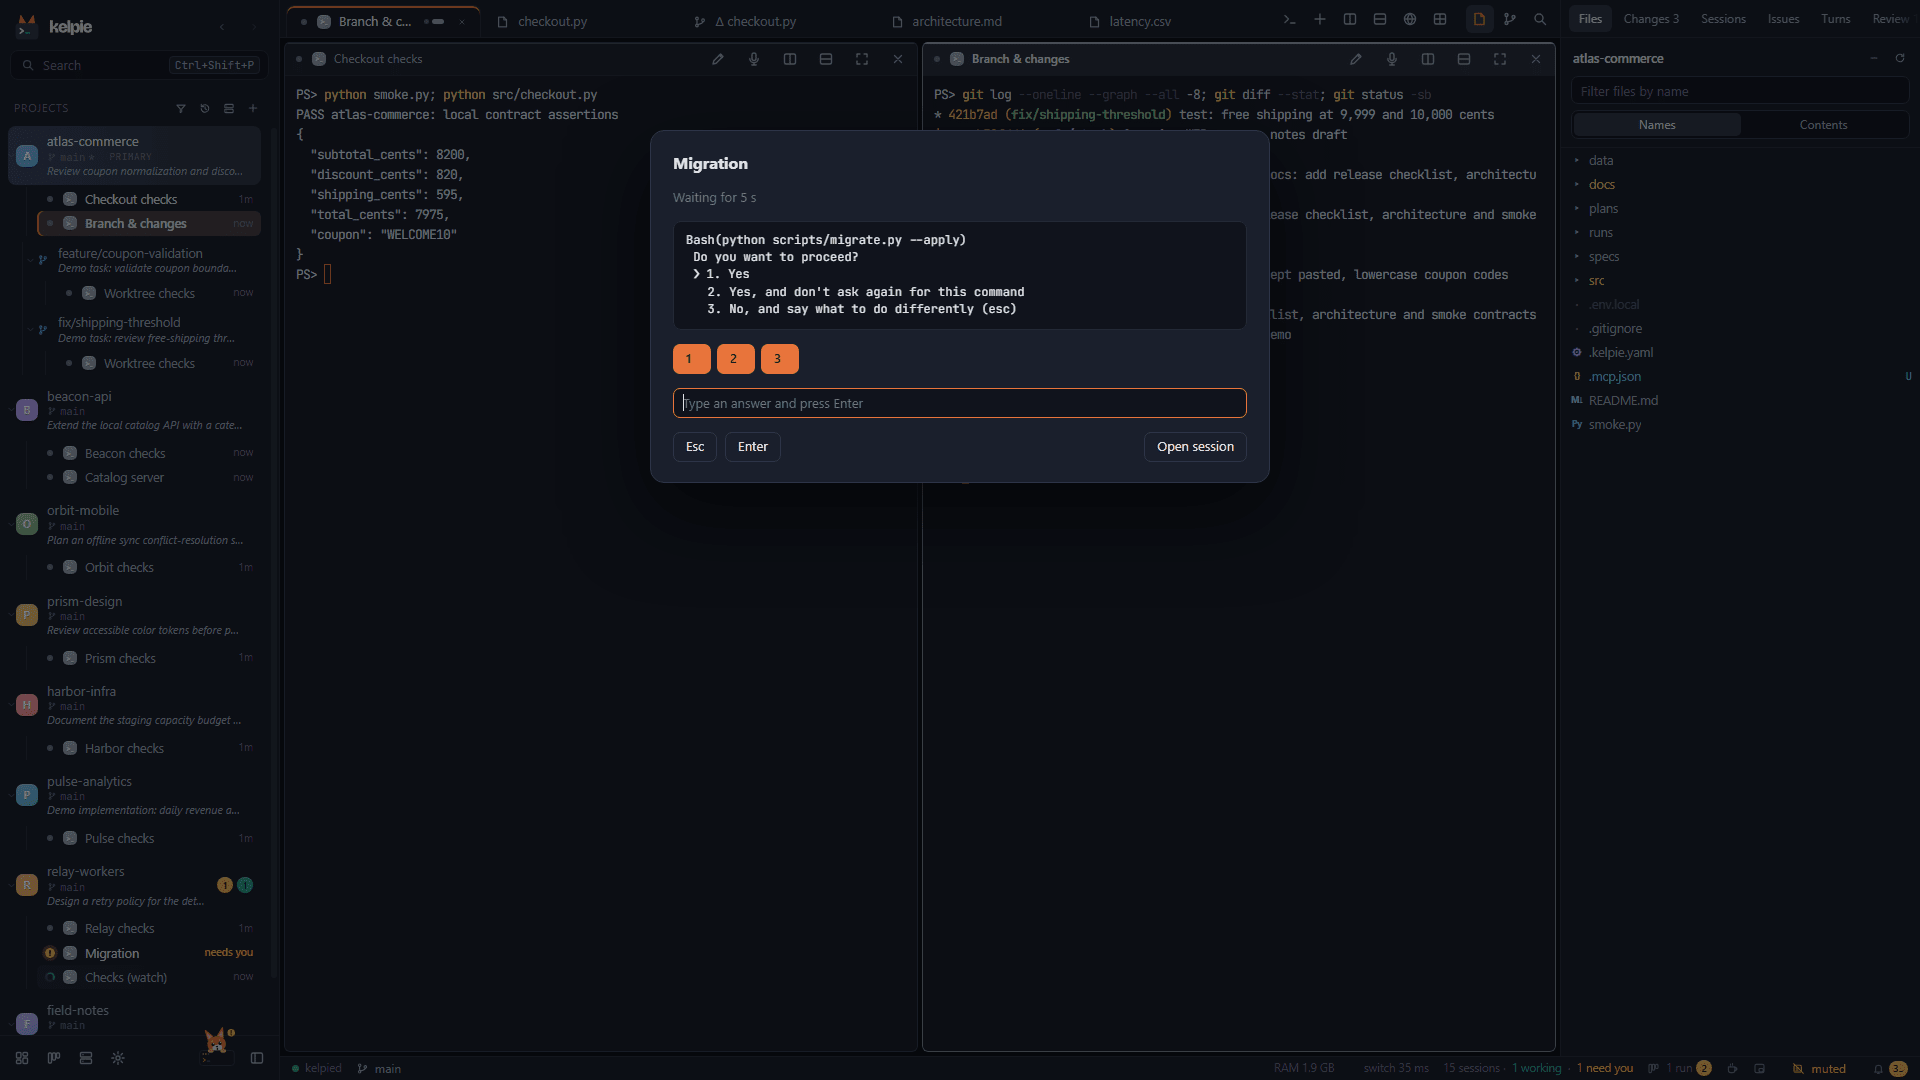 kelpie
Search
Ctrl+Shift+P
PROJECTS
A
atlas-commerce
main
PRIMARY
Review coupon normalization and disco...
Checkout checks
1m
Branch & changes
now
feature/coupon-validation
Demo task: validate coupon bounda...
Worktree checks
now
fix/shipping-threshold
Demo task: review free-shipping thr...
Worktree checks
now
B
beacon-api
main
Extend the local catalog API with a cate...
Beacon checks
now
Catalog server
now
O
orbit-mobile
main
Plan an offline sync conflict-resolution s...
Orbit checks
1m
P
prism-design
main
Review accessible color tokens before p...
Prism checks
1m
H
harbor-infra
main
Document the staging capacity budget ...
Harbor checks
1m
P
pulse-analytics
main
Demo implementation: daily revenue a...
Pulse checks
1m
R
relay-workers
1
1
main
Design a retry policy for the det...
Relay checks
1m
Migration
needs you
Checks (watch)
now
F
field-notes
main
Branch & c...
checkout.py
Δ checkout.py
architecture.md
latency.csv
Checkout checks
PS> python smoke.py; python src/checkout.py
PASS atlas-commerce: local contract assertions
{
"subtotal_cents": 8200,
"discount_cents": 820,
"shipping_cents": 595,
"total_cents": 7975,
"coupon": "WELCOME10"
}
PS>
Branch & changes
PS> git log --oneline --graph --all -8; git diff --stat; git status -sb
* 421b7ad (fix/shipping-threshold) test: free shipping at 9,999 and 10,000 cents
notes draft
ocs: add release checklist, architectu
ease checklist, architecture and smoke
ept pasted, lowercase coupon codes
list, architecture and smoke contracts
emo
Migration
Waiting for 5 s
Bash(python scripts/migrate.py --apply)
Do you want to proceed?
❯ 1. Yes
2. Yes, and don't ask again for this command
3. No, and say what to do differently (esc)
1
2
3
Type an answer and press Enter
Esc
Enter
Open session
Files
Changes 3
Sessions
Issues
Turns
Review
atlas-commerce
Filter files by name
Names
Contents
data
docs
plans
runs
specs
src
.env.local
.gitignore
.kelpie.yaml
.mcp.json
U
README.md
smoke.py
kelpied
main
RAM 1.9 GB
switch 35 ms
15 sessions · 1 working · 1 need you
1 run
2
muted
3